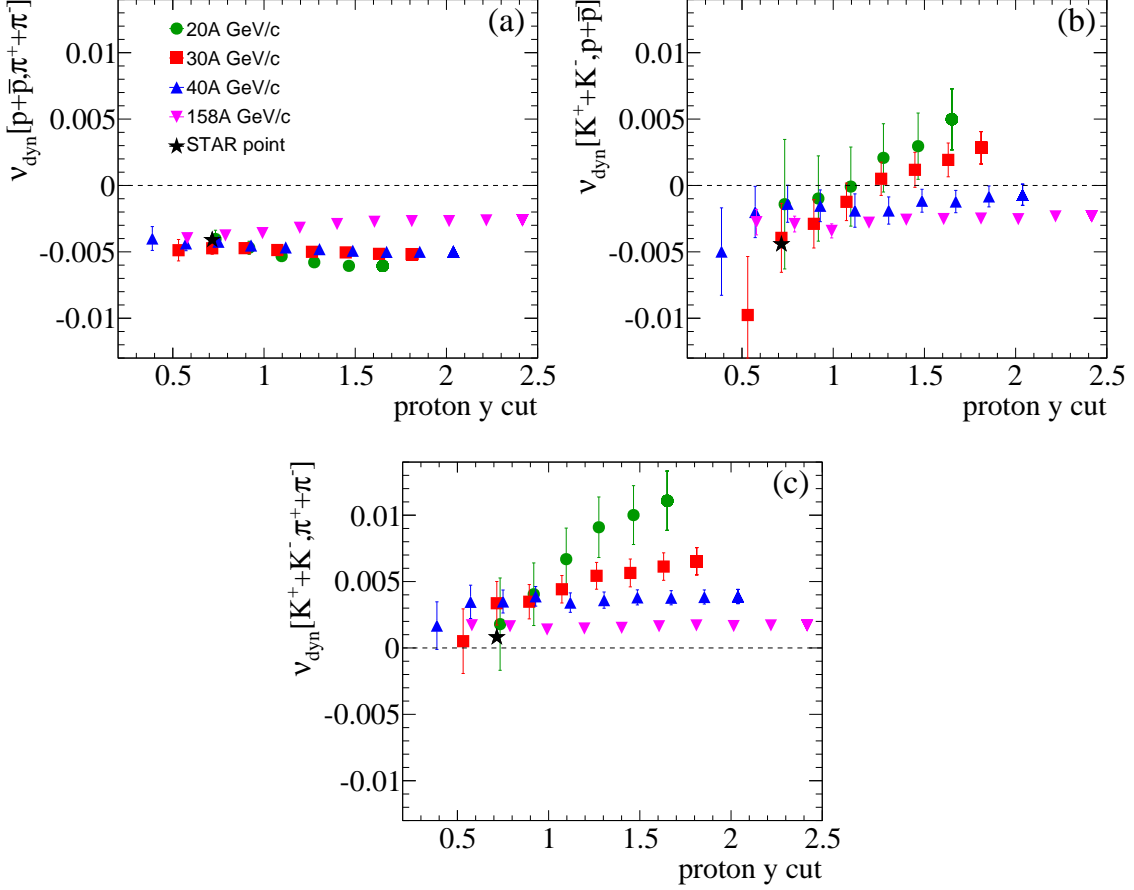 (a)
ν_dyn[p+p̄,π⁺+π⁻]
0.01
0.005
0
-0.005
-0.01
20A GeV/c
30A GeV/c
40A GeV/c
158A GeV/c
STAR point
0.5 1 1.5 2 2.5
proton y cut
(b)
ν_dyn[K⁺+K⁻,p+p̄]
0.01
0.005
0
-0.005
-0.01
0.5 1 1.5 2 2.5
proton y cut
(c)
ν_dyn[K⁺+K⁻,π⁺+π⁻]
0.01
0.005
0
-0.005
-0.01
0.5 1 1.5 2 2.5
proton y cut